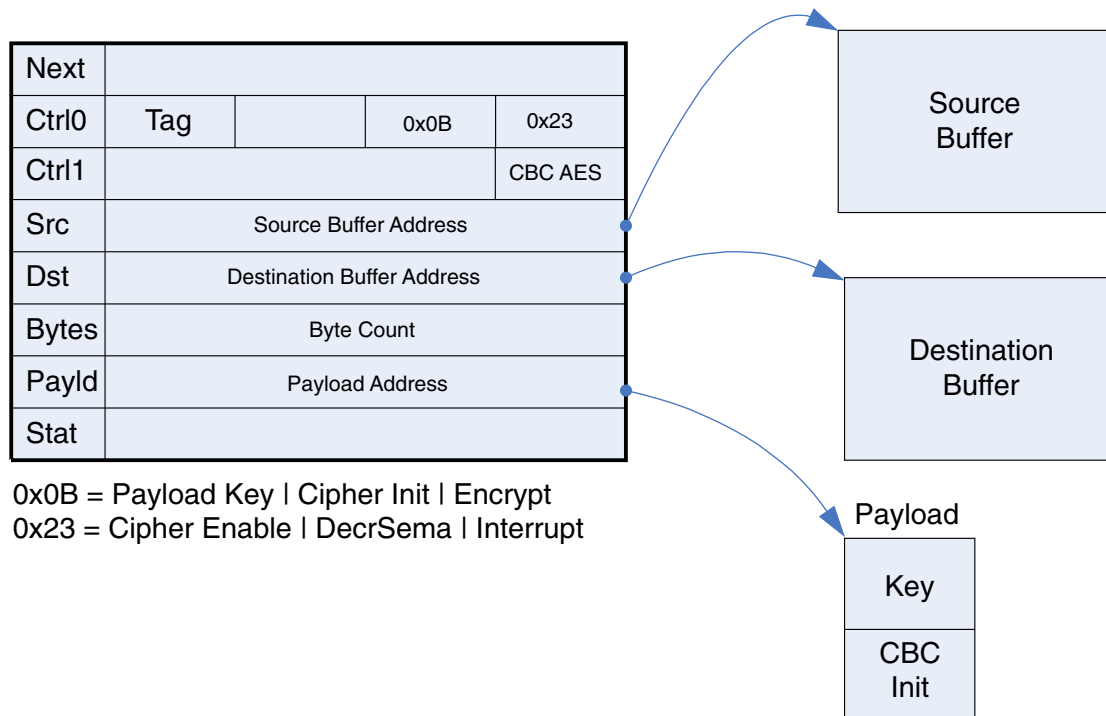 Next
Ctrl0 Tag 0x0B 0x23
Ctrl1 CBC AES
Src Source Buffer Address
Dst Destination Buffer Address
Bytes Byte Count
Payld Payload Address
Stat
0x0B = Payload Key | Cipher Init | Encrypt
0x23 = Cipher Enable | DecrSema | Interrupt
Source
Buffer
Destination
Buffer
Payload
Key
CBC
Init